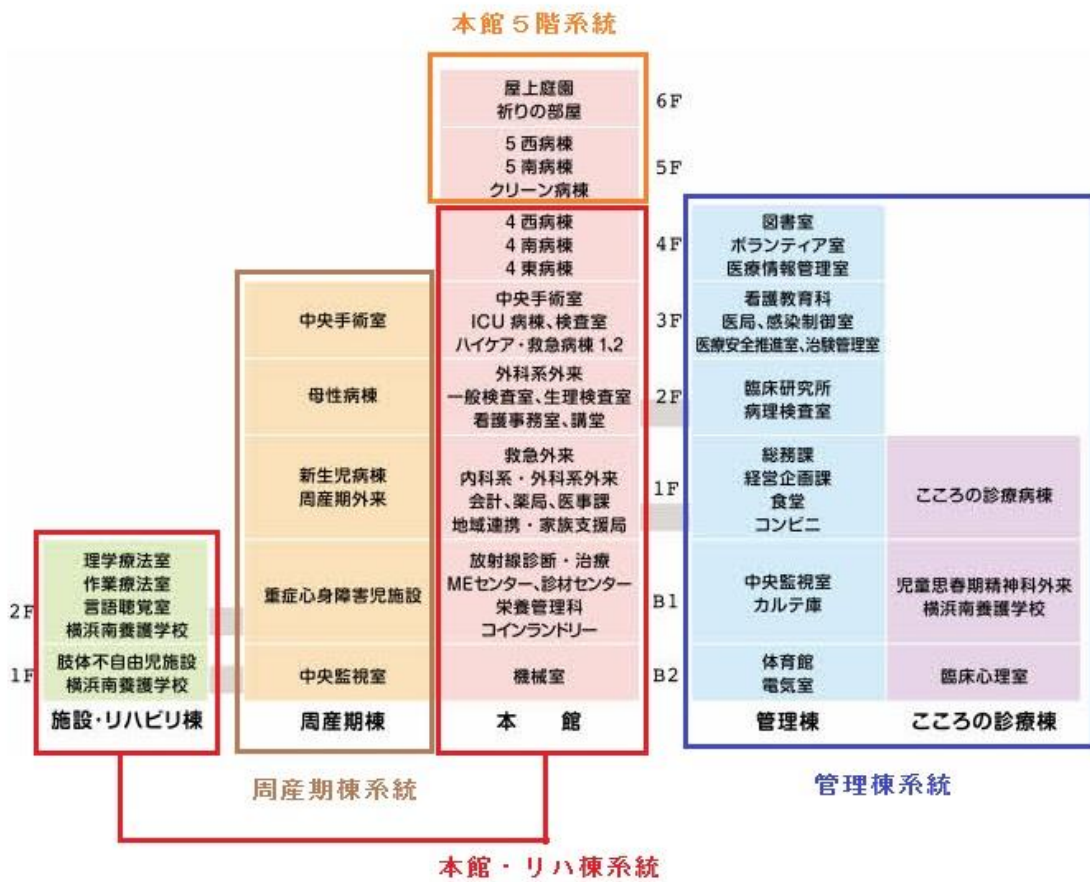 本館５階系統
屋上庭園
祈りの部屋
6F
5西病棟
5南病棟
クリーン病棟
5F
4西病棟
4南病棟
4東病棟
4F
図書室
ボランティア室
医療情報管理室
中央手術室
中央手術室
ICU 病棟、検査室
ハイケア・救急病棟 1、2
3F
看護教育科
医局、感染制御室
医療安全推進室、治験管理室
母性病棟
外科系外来
一般検査室、生理検査室
看護事務室、講堂
2F
臨床研究所
病理検査室
新生児病棟
周産期外来
救急外来
内科系・外科系外来
会計、薬局、医事課
地域連携・家族支援局
1F
総務課
経営企画課
食堂
コンビニ
こころの診療病棟
2F
理学療法室
作業療法室
言語聴覚室
横浜南養護学校
重症心身障害児施設
放射線診断・治療
MEセンター、診材センター
栄養管理科
コインランドリー
B1
中央監視室
カルテ庫
児童思春期精神科外来
横浜南養護学校
1F
肢体不自由児施設
横浜南養護学校
中央監視室
機械室
B2
体育館
電気室
臨床心理室
施設・リハビリ棟
周産期棟
本 館
管理棟
こころの診療棟
周産期棟系統
管理棟系統
本館・リハ棟系統